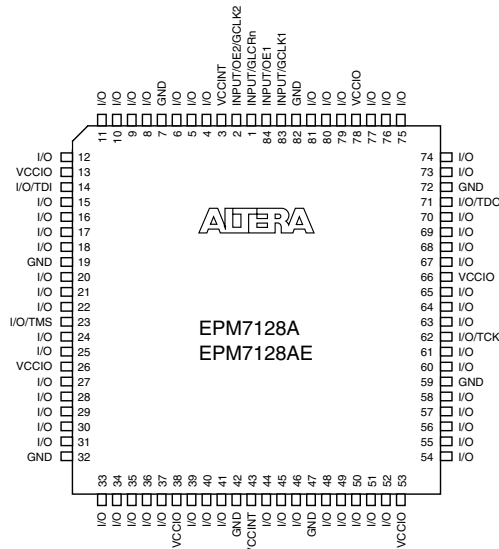 I/O I/O I/O I/O GND I/O I/O I/O VCCINT INPUT/OE2/GCLK2 INPUT/GLCRn INPUT/OE1 INPUT/GCLK1 GND I/O I/O I/O VCCIO I/O I/O I/O
11 10 9 8 7 6 5 4 3 2 1 84 83 82 81 80 79 78 77 76 75
I/O 12
VCCIO 13
I/O/TDI 14
I/O 15
I/O 16
I/O 17
I/O 18
GND 19
I/O 20
I/O 21
I/O 22
I/O/TMS 23
I/O 24
I/O 25
VCCIO 26
I/O 27
I/O 28
I/O 29
I/O 30
I/O 31
GND 32
ALTERA
EPM7128A
EPM7128AE
74 I/O
73 I/O
72 GND
71 I/O/TDO
70 I/O
69 I/O
68 I/O
67 I/O
66 VCCIO
65 I/O
64 I/O
63 I/O
62 I/O/TCK
61 I/O
60 I/O
59 GND
58 I/O
57 I/O
56 I/O
55 I/O
54 I/O
33 34 35 36 37 38 39 40 41 42 43 44 45 46 47 48 49 50 51 52 53
I/O I/O I/O I/O I/O VCCIO I/O I/O I/O GND VCCINT I/O I/O I/O GND I/O I/O I/O I/O I/O VCCIO